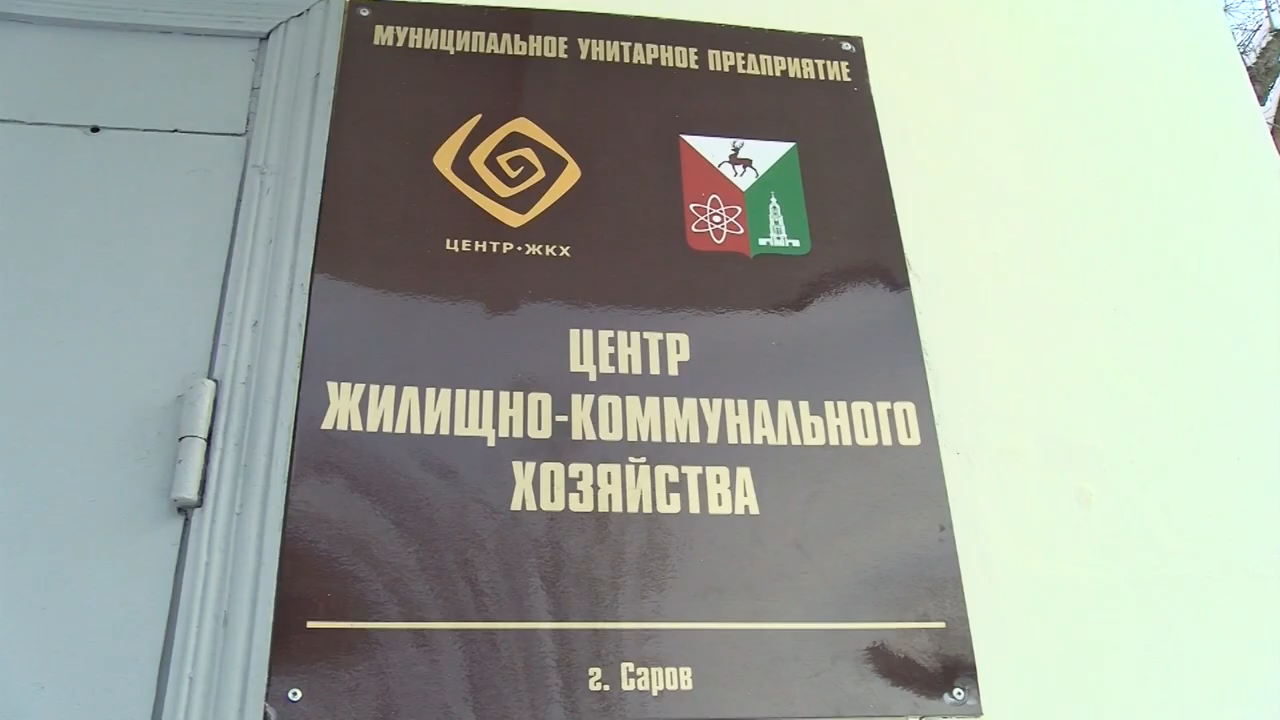 МУНИЦИПАЛЬНОЕ УНИТАРНОЕ ПРЕДПРИЯТИЕ
ЦЕНТР·ЖКХ
ЦЕНТР
ЖИЛИЩНО-КОММУНАЛЬНОГО
ХОЗЯЙСТВА
г. Саров